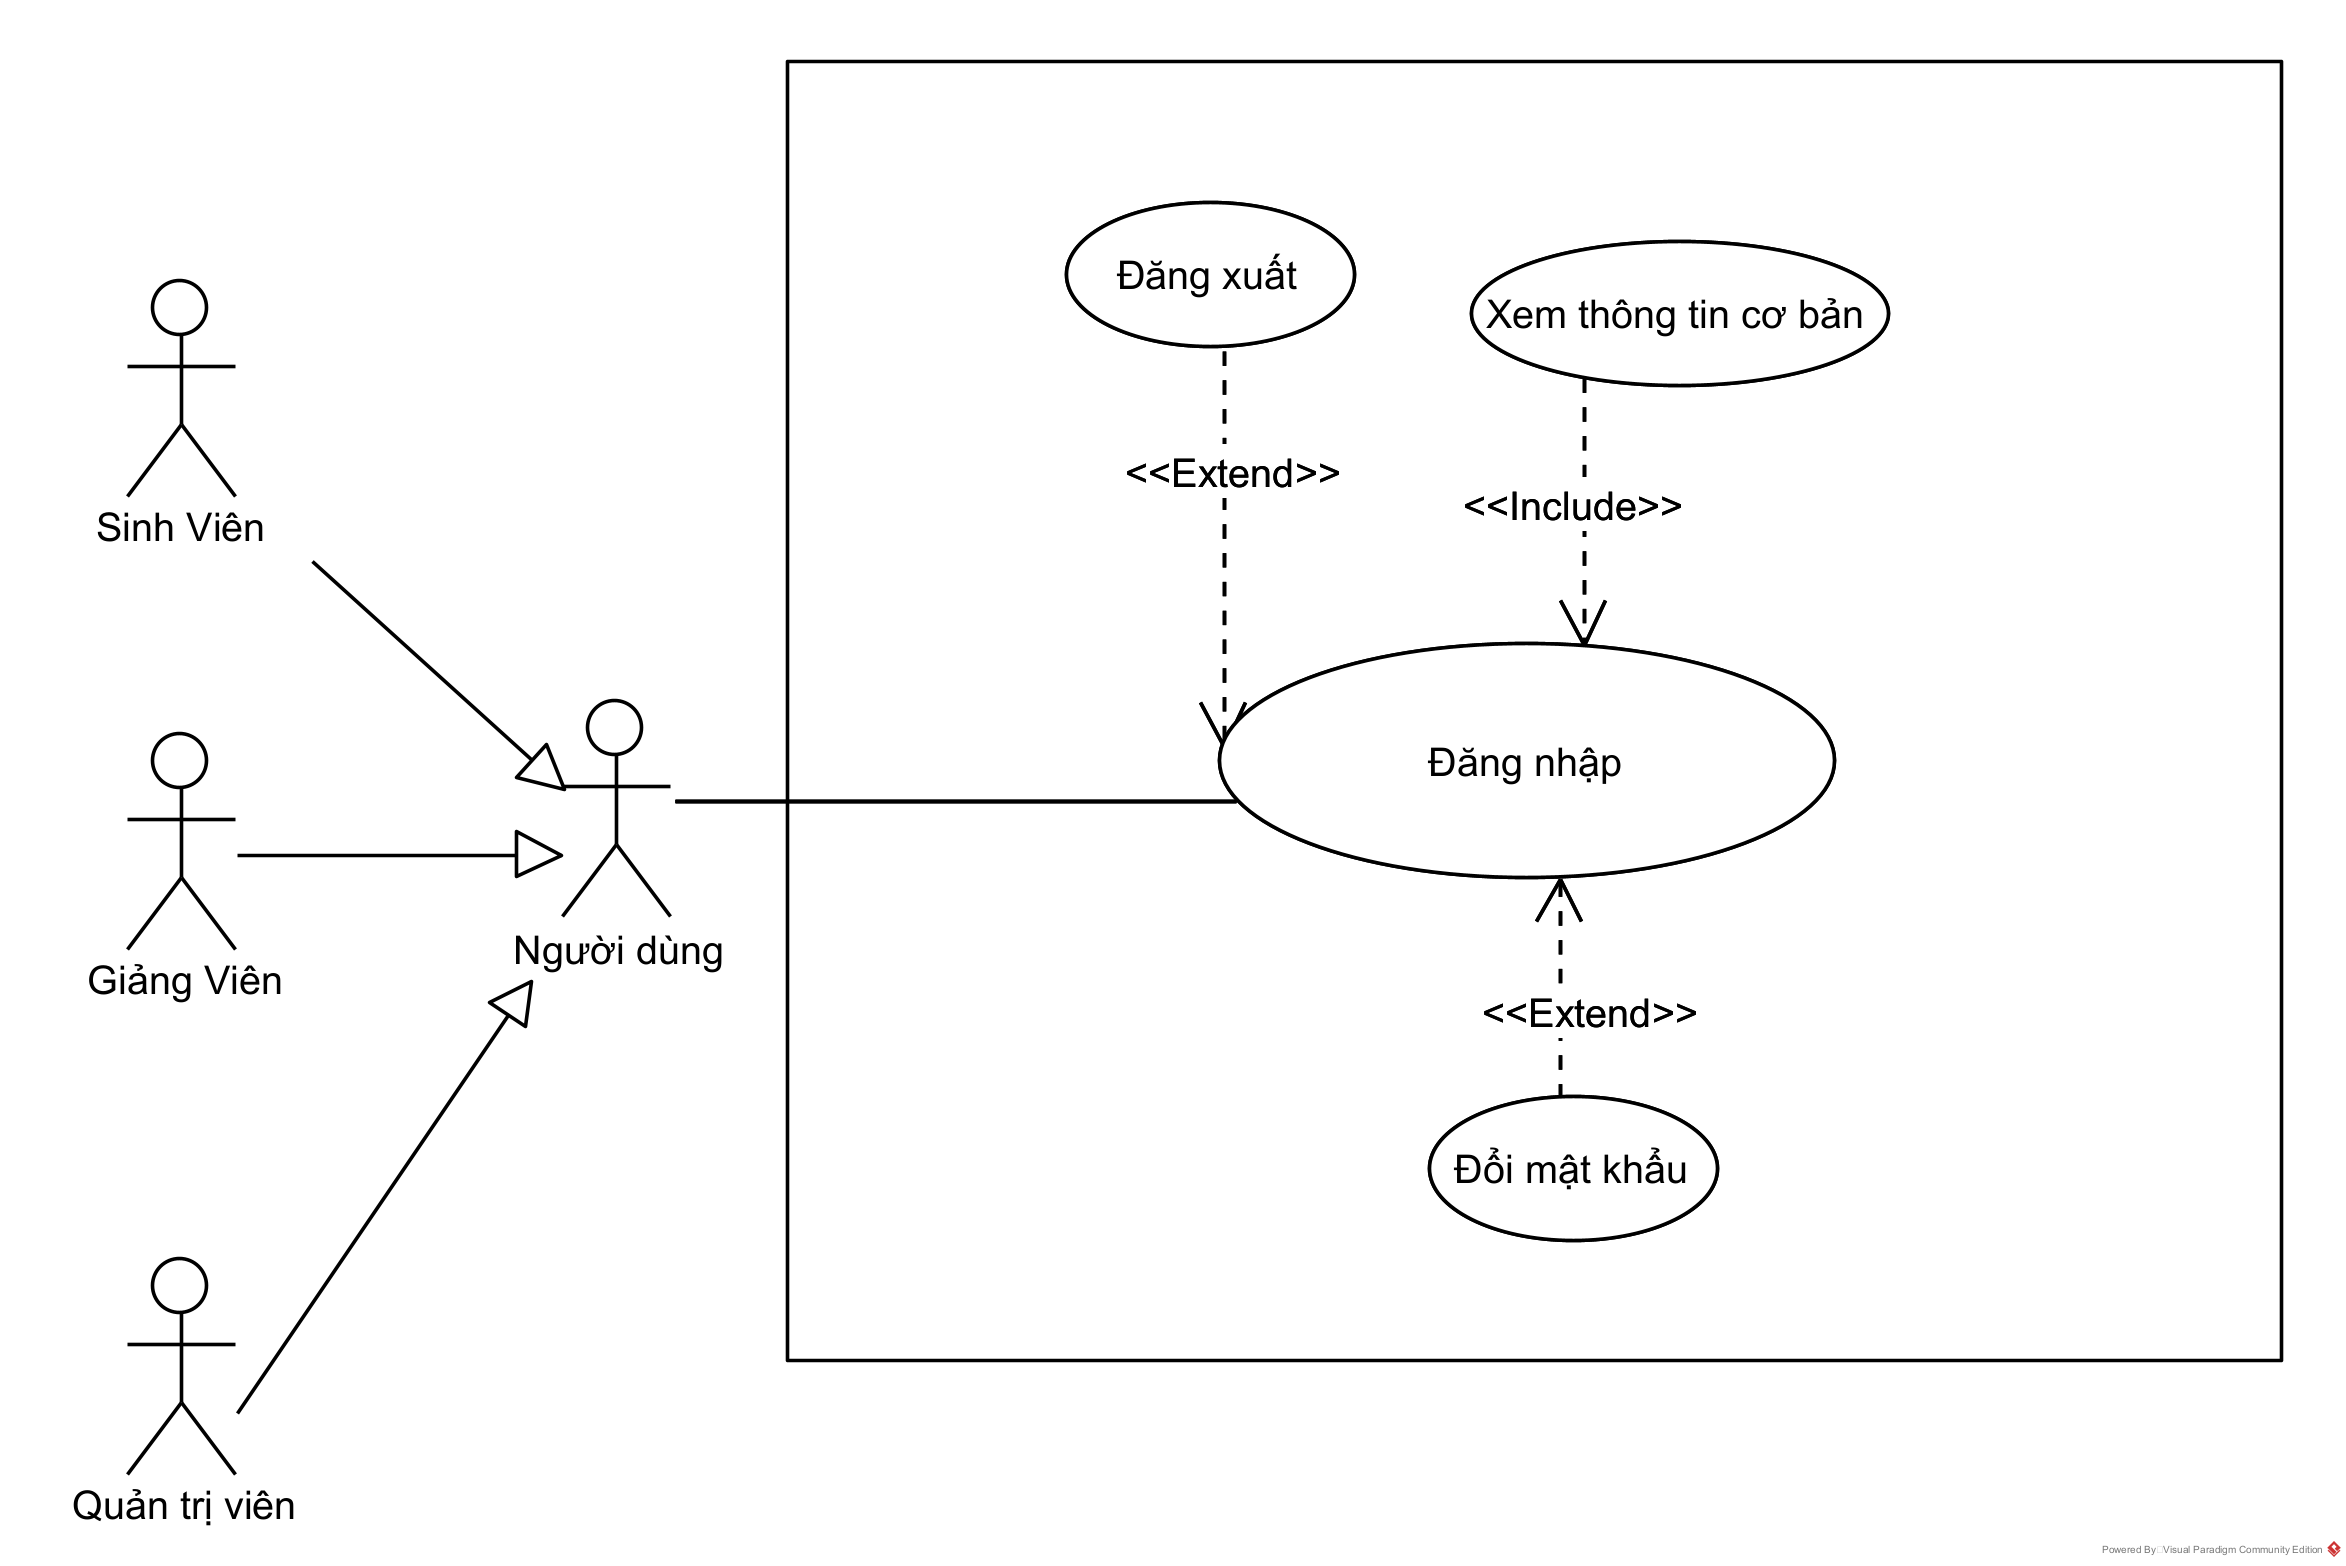 Đăng xuất
Xem thông tin cơ bản
<<Extend>>
<<Include>>
Sinh Viên
Đăng nhập
Người dùng
Giảng Viên
<<Extend>>
Đổi mật khẩu
Quản trị viên
Powered By Visual Paradigm Community Edition